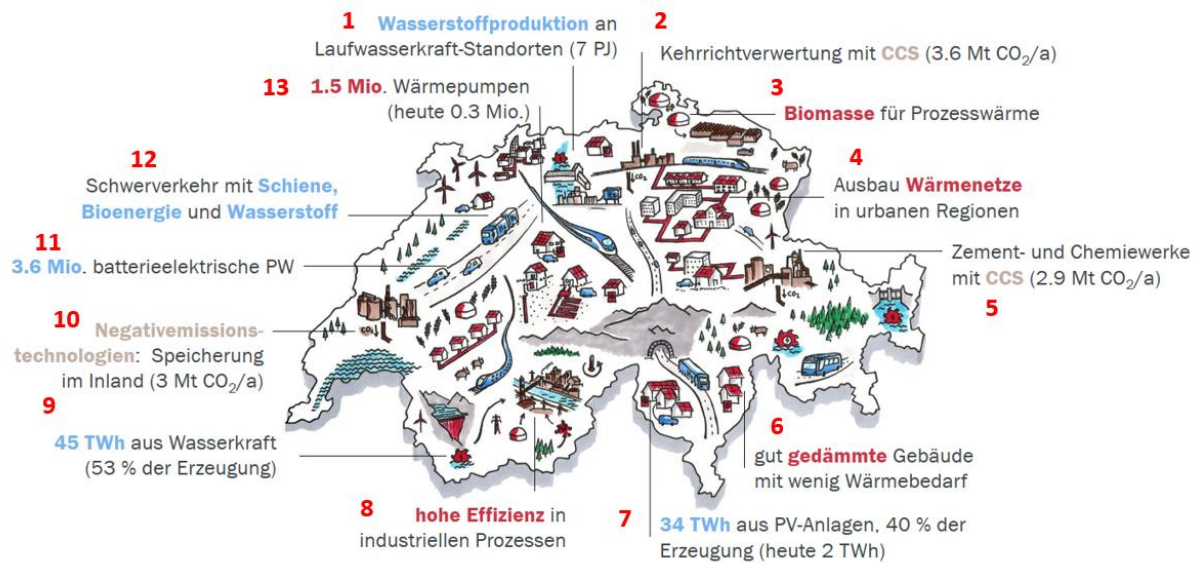 1 Wasserstoffproduktion an
Laufwasserkraft-Standorten (7 PJ)
2
Kehrrichtverwertung mit CCS (3.6 Mt CO₂/a)
3
Biomasse für Prozesswärme
4
Ausbau Wärmenetze
in urbanen Regionen
Zement- und Chemiewerke
mit CCS (2.9 Mt CO₂/a)
5
6
gut gedämmte Gebäude
mit wenig Wärmebedarf
7 34 TWh aus PV-Anlagen, 40 % der
Erzeugung (heute 2 TWh)
8 hohe Effizienz in
industriellen Prozessen
9
45 TWh aus Wasserkraft
(53 % der Erzeugung)
10 Negativemissions-
technologien: Speicherung
im Inland (3 Mt CO₂/a)
11
3.6 Mio. batterieelektrische PW
12
Schwerverkehr mit Schiene,
Bioenergie und Wasserstoff
13 1.5 Mio. Wärmepumpen
(heute 0.3 Mio.)
CO₂
CO₂
CO₂